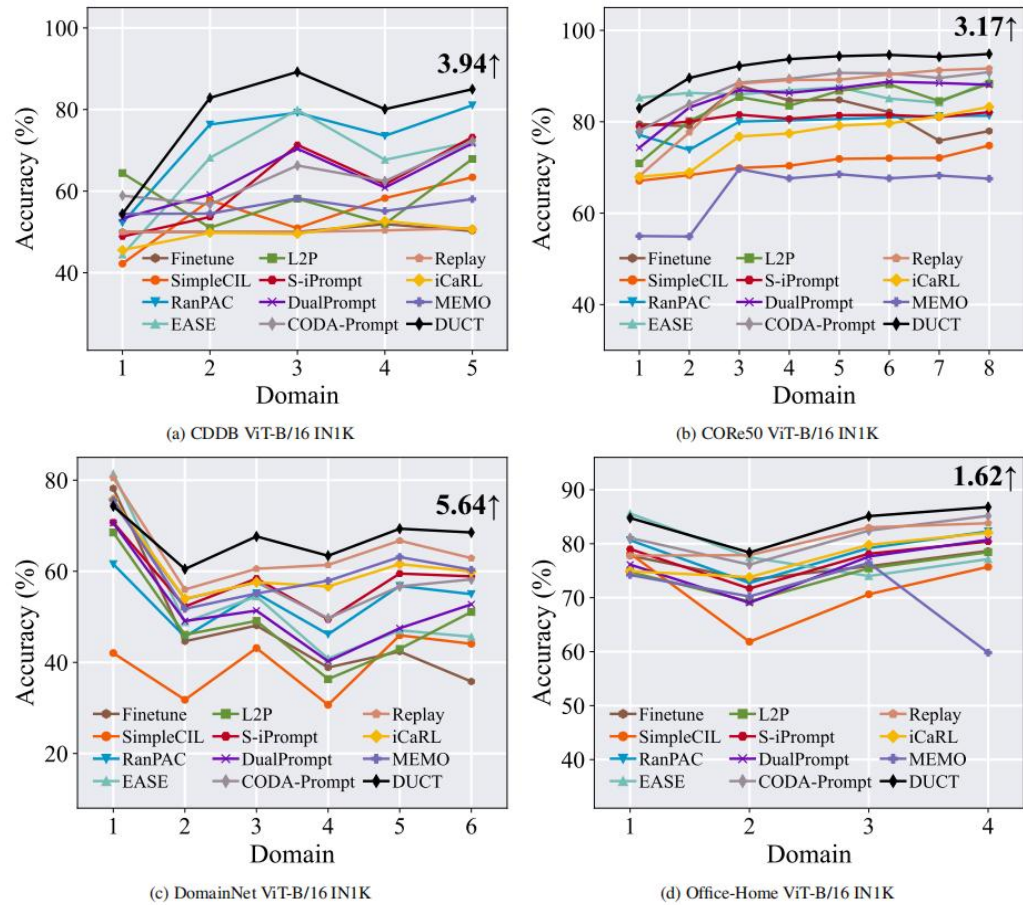 100
80
60
40
Accuracy (%)
3.94↑
Finetune
SimpleCIL
RanPAC
EASE
L2P
S-iPrompt
DualPrompt
CODA-Prompt
Replay
iCaRL
MEMO
DUCT
1 2 3 4 5
Domain
(a) CDDB ViT-B/16 IN1K
100
80
60
40
Accuracy (%)
3.17↑
Finetune
SimpleCIL
RanPAC
EASE
L2P
S-iPrompt
DualPrompt
CODA-Prompt
Replay
iCaRL
MEMO
DUCT
1 2 3 4 5 6 7 8
Domain
(b) CORe50 ViT-B/16 IN1K
80
60
40
20
Accuracy (%)
5.64↑
Finetune
SimpleCIL
RanPAC
EASE
L2P
S-iPrompt
DualPrompt
CODA-Prompt
Replay
iCaRL
MEMO
DUCT
1 2 3 4 5 6
Domain
(c) DomainNet ViT-B/16 IN1K
90
80
70
60
50
40
Accuracy (%)
1.62↑
Finetune
SimpleCIL
RanPAC
EASE
L2P
S-iPrompt
DualPrompt
CODA-Prompt
Replay
iCaRL
MEMO
DUCT
1 2 3 4
Domain
(d) Office-Home ViT-B/16 IN1K